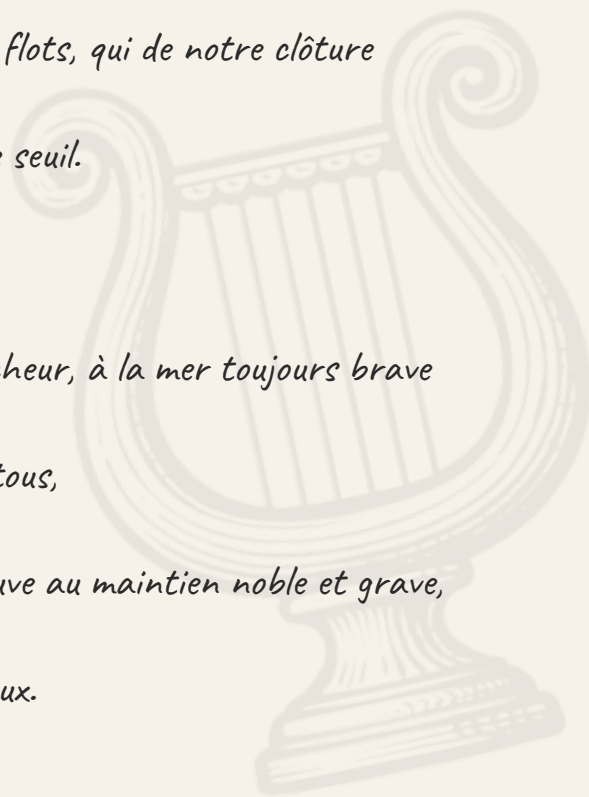 flots, qui de notre clôture
seuil.
heur, à la mer toujours brave
tous,
ve au maintien noble et grave,
ux.